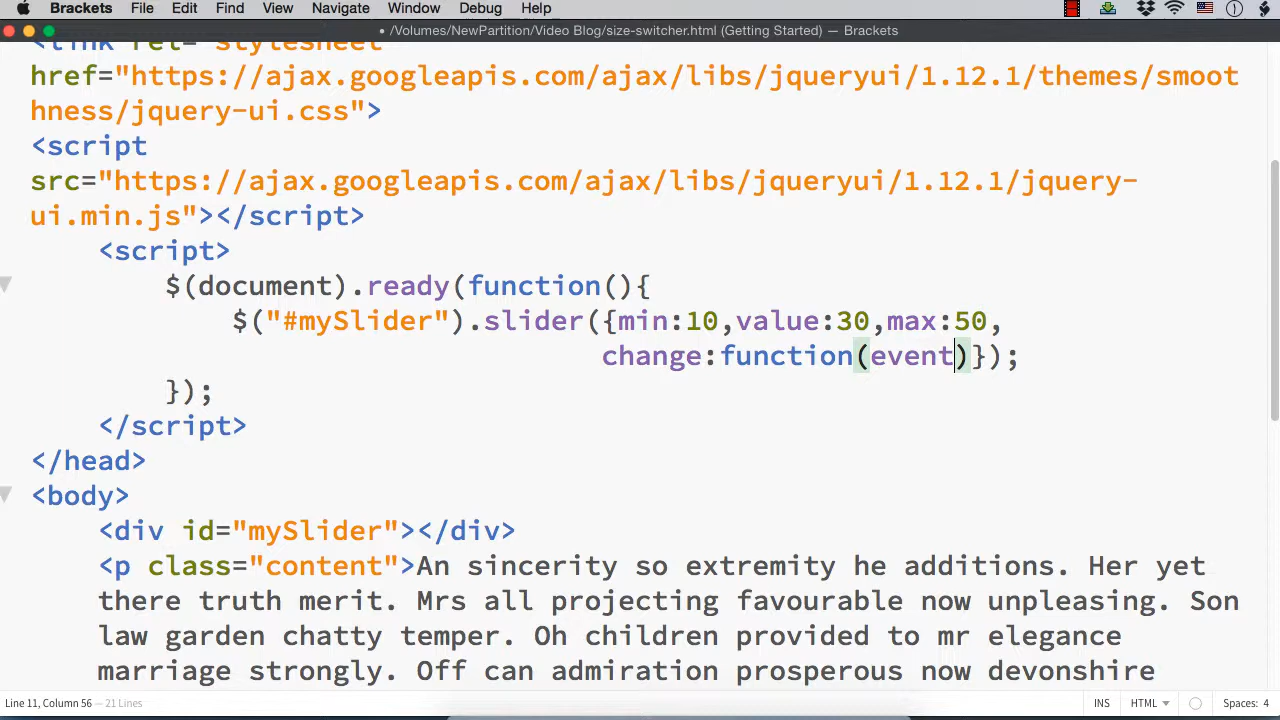 Brackets File Edit Find View Navigate Window Debug Help
• /Volumes/NewPartition/Video Blog/size-switcher.html (Getting Started) — Brackets
<link rel="stylesheet"
href="https://ajax.googleapis.com/ajax/libs/jqueryui/1.12.1/themes/smoot
hness/jquery-ui.css">
<script
src="https://ajax.googleapis.com/ajax/libs/jqueryui/1.12.1/jquery-
ui.min.js"></script>
<script>
$(document).ready(function(){
$("#mySlider").slider({min:10,value:30,max:50,
change:function(event)});
});
</script>
</head>
<body>
<div id="mySlider"></div>
<p class="content">An sincerity so extremity he additions. Her yet
there truth merit. Mrs all projecting favourable now unpleasing. Son
law garden chatty temper. Oh children provided to mr elegance
marriage strongly. Off can admiration prosperous now devonshire
Line 11, Column 56 — 21 Lines
INS HTML Spaces: 4